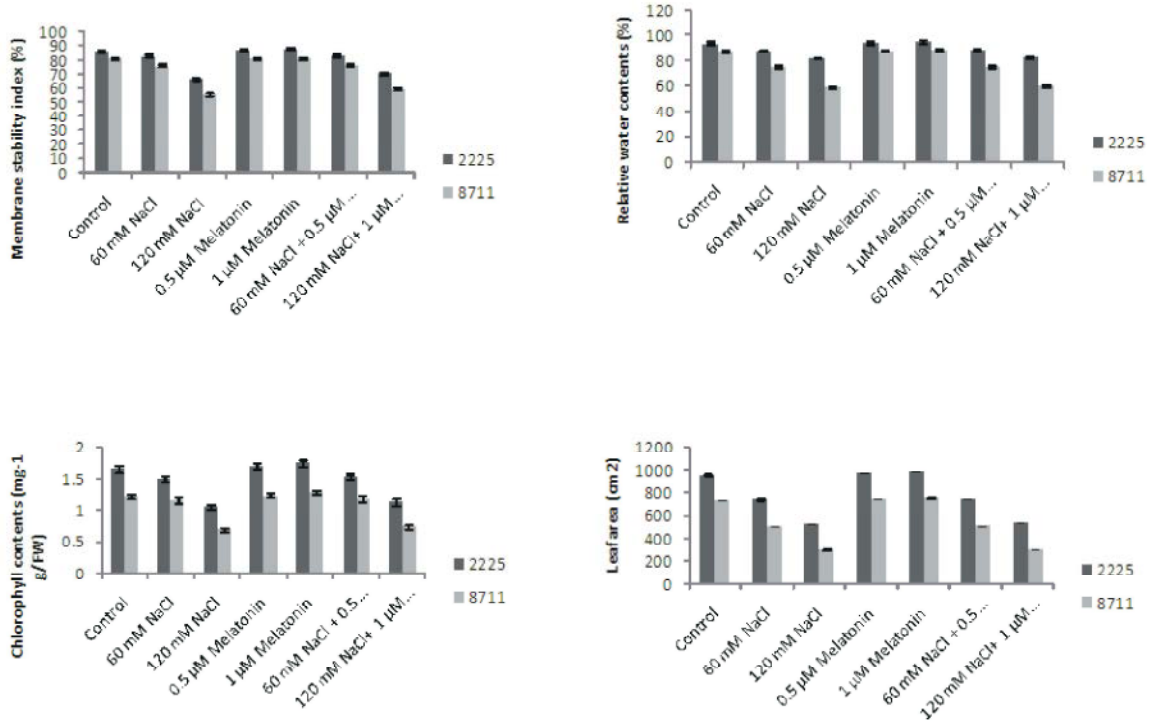 Membrane stability index (%)
100
90
80
70
60
50
40
30
20
10
0
Control
60 mM NaCl
120 mM NaCl
0.5 µM Melatonin
1 µM Melatonin
60 mM NaCl + 0.5 µM...
120 mM NaCl+ 1 µM...
2225
8711
Relative water contents (%)
120
100
80
60
40
20
0
Control
60 mM NaCl
120 mM NaCl
0.5 µM Melatonin
1 µM Melatonin
60 mM NaCl + 0.5 µM...
120 mM NaCl+ 1 µM...
2225
8711
Chlorophyll contents (mg-1
g/FW)
2
1.5
1
0.5
0
Control
60 mM NaCl
120 mM NaCl
0.5 µM Melatonin
1 µM Melatonin
60 mM NaCl + 0.5...
120 mM NaCl+ 1 µM...
2225
8711
Leaf area (cm2)
1200
1000
800
600
400
200
0
Control
60 mM NaCl
120 mM NaCl
0.5 µM Melatonin
1 µM Melatonin
60 mM NaCl + 0.5...
120 mM NaCl+ 1 µM...
2225
8711